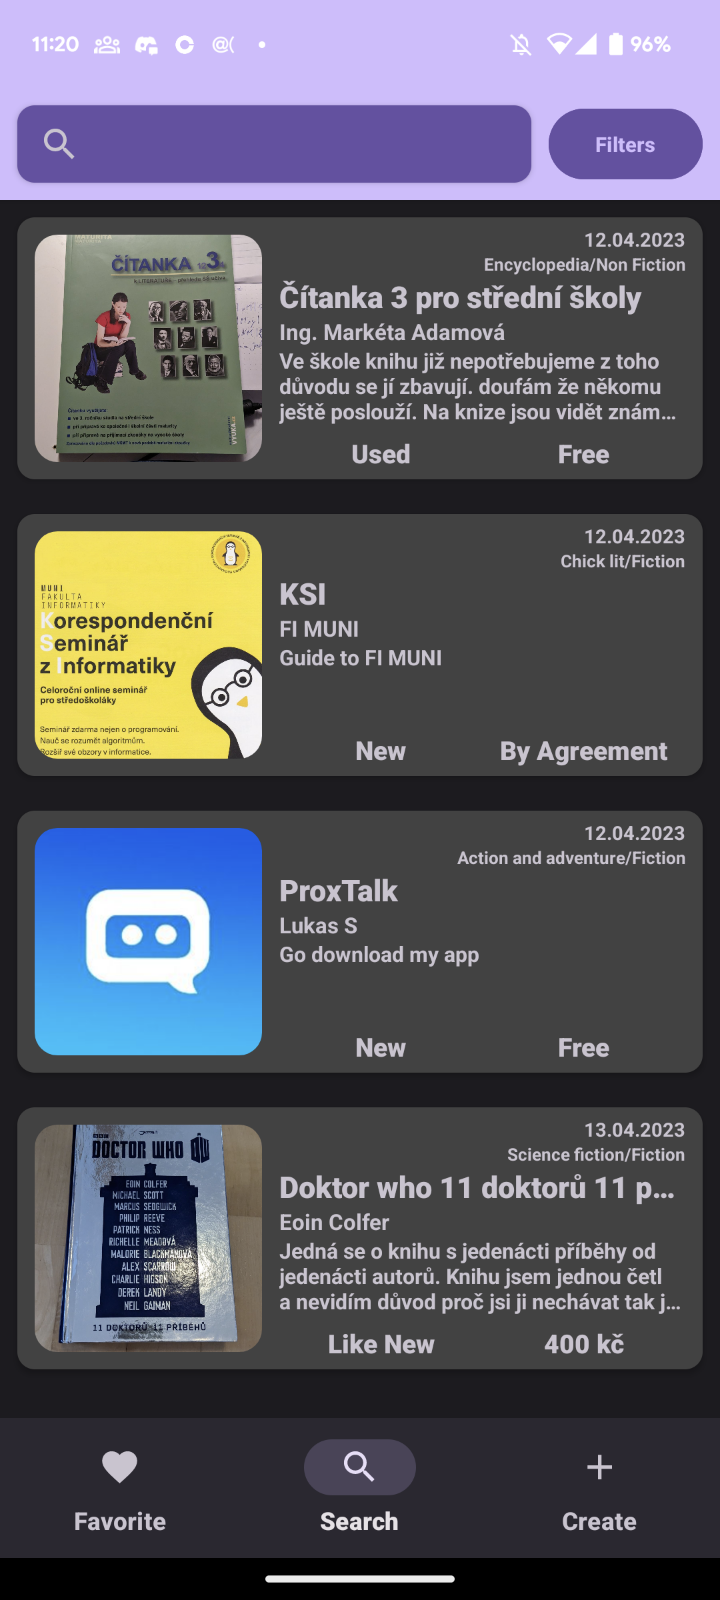 11:20
96%
Filters
ČÍTANKA 3
12.04.2023
Encyclopedia/Non Fiction
Čítanka 3 pro střední školy
Ing. Markéta Adamová
Ve škole knihu již nepotřebujeme z toho
důvodu se jí zbavují. doufám že někomu
ještě poslouží. Na knize jsou vidět znám...
Used
Free
MUNI
FAKULTA
INFORMATIKY
Korespondenční
Seminář
z Informatiky
Celoroční online seminář
pro středoškoláky
Seminář zdarma nejen o programování.
Nauč se rozumět algoritmům.
Rozšiř své obzory v informatice.
12.04.2023
Chick lit/Fiction
KSI
FI MUNI
Guide to FI MUNI
New
By Agreement
12.04.2023
Action and adventure/Fiction
ProxTalk
Lukas S
Go download my app
New
Free
BBC
DOCTOR WHO
EOIN COLFER
MICHAEL SCOTT
MARCUS SEDGWICK
PHILIP REEVE
PATRICK NESS
RICHELLE MEADOVÁ
MALORIE BLACKMANOVÁ
ALEX SCARROW
CHARLIE HIGSON
DEREK LANDY
NEIL GAIMAN
11 DOKTORŮ 11 PŘÍBĚHŮ
13.04.2023
Science fiction/Fiction
Doktor who 11 doktorů 11 p...
Eoin Colfer
Jedná se o knihu s jedenácti příběhy od
jedenácti autorů. Knihu jsem jednou četl
a nevidím důvod proč jsi ji nechávat tak j...
Like New
400 kč
Favorite
Search
Create